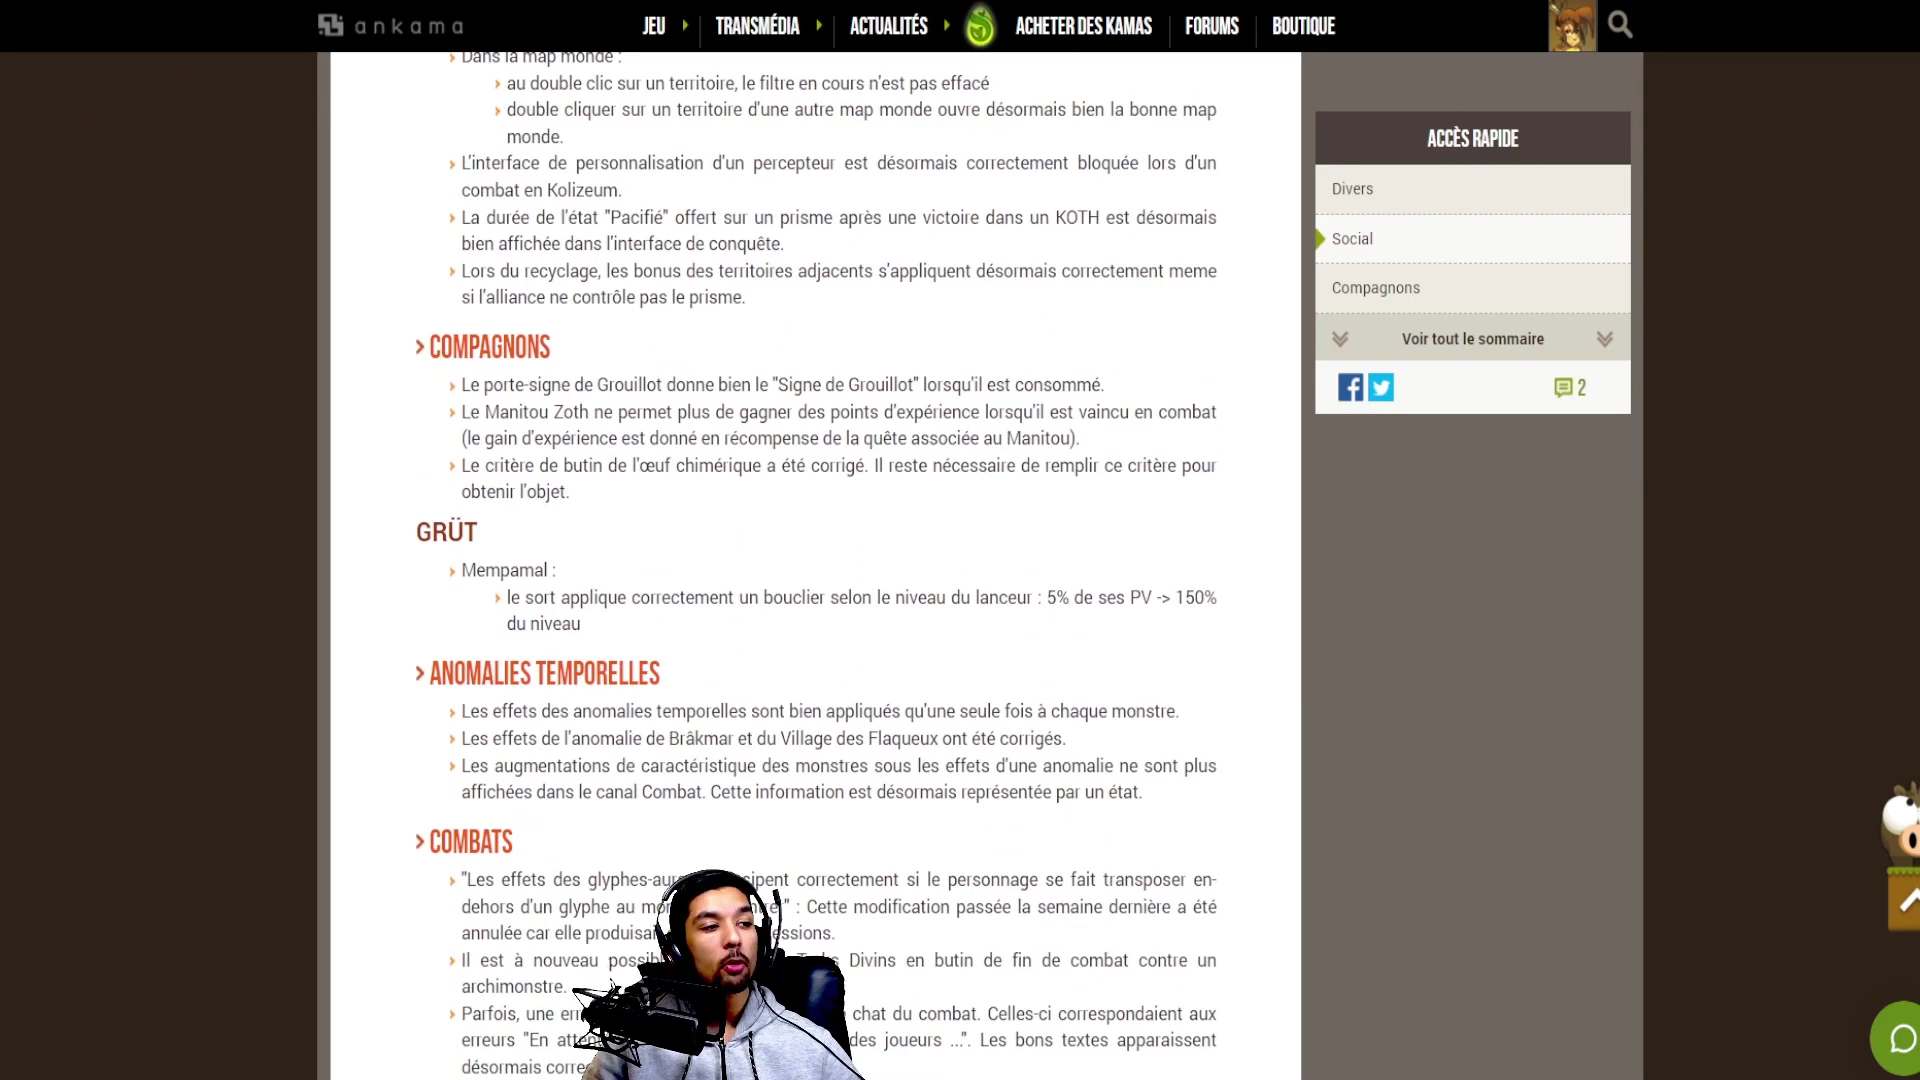 ankama
JEU
TRANSMÉDIA
ACTUALITÉS
ACHETER DES KAMAS
FORUMS
BOUTIQUE
Dans la map monde :
au double clic sur un territoire, le filtre en cours n'est pas effacé
double cliquer sur un territoire d'une autre map monde ouvre désormais bien la bonne map
monde.
L'interface de personnalisation d'un percepteur est désormais correctement bloquée lors d'un
combat en Kolizeum.
La durée de l'état "Pacifié" offert sur un prisme après une victoire dans un KOTH est désormais
bien affichée dans l'interface de conquête.
Lors du recyclage, les bonus des territoires adjacents s'appliquent désormais correctement meme
si l'alliance ne contrôle pas le prisme.
COMPAGNONS
Le porte-signe de Grouillot donne bien le "Signe de Grouillot" lorsqu'il est consommé.
Le Manitou Zoth ne permet plus de gagner des points d'expérience lorsqu'il est vaincu en combat
(le gain d'expérience est donné en récompense de la quête associée au Manitou).
Le critère de butin de l'œuf chimérique a été corrigé. Il reste nécessaire de remplir ce critère pour
obtenir l'objet.
GRÜT
Mempamal :
le sort applique correctement un bouclier selon le niveau du lanceur : 5% de ses PV -> 150%
du niveau
ANOMALIES TEMPORELLES
Les effets des anomalies temporelles sont bien appliqués qu'une seule fois à chaque monstre.
Les effets de l'anomalie de Brâkmar et du Village des Flaqueux ont été corrigés.
Les augmentations de caractéristique des monstres sous les effets d'une anomalie ne sont plus
affichées dans le canal Combat. Cette information est désormais représentée par un état.
COMBATS
"Les effets des glyphes-aur sipent correctement si le personnage se fait transposer en-
dehors d'un glyphe au mo " : Cette modification passée la semaine dernière a été
annulée car elle produisai essions.
Il est à nouveau possib Divins en butin de fin de combat contre un
archimonstre.
Parfois, une er chat du combat. Celles-ci correspondaient aux
erreurs "En atten des joueurs ...". Les bons textes apparaissent
désormais corre
ACCÈS RAPIDE
Divers
Social
Compagnons
Voir tout le sommaire
2